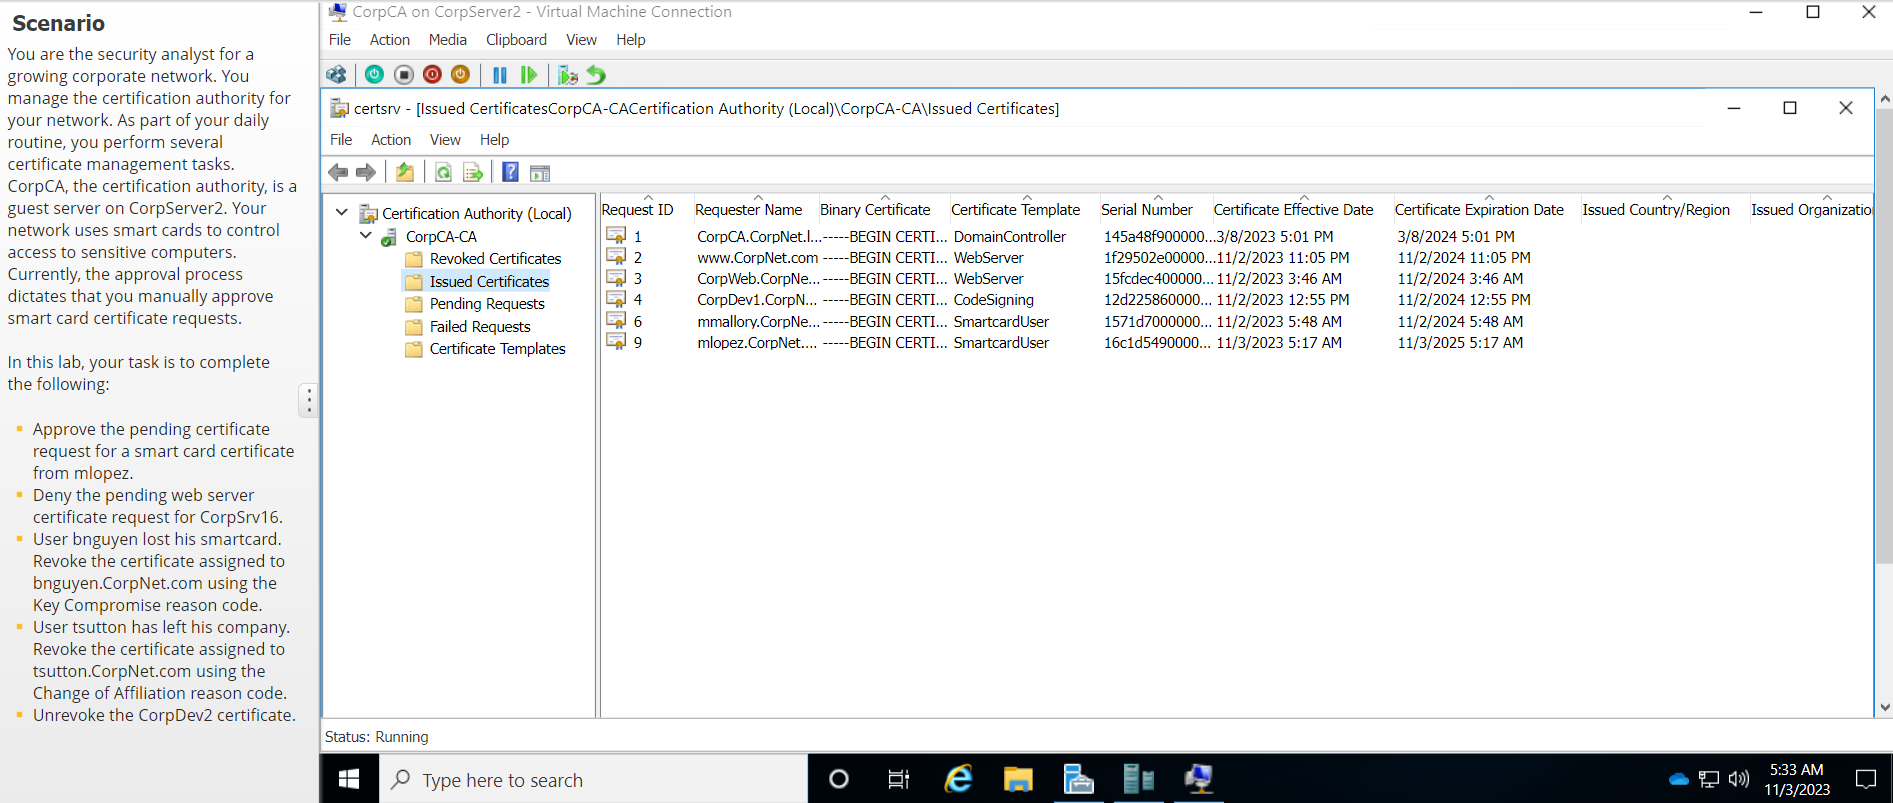 Scenario
You are the security analyst for a
growing corporate network. You
manage the certification authority for
your network. As part of your daily
routine, you perform several
certificate management tasks.
CorpCA, the certification authority, is a
guest server on CorpServer2. Your
network uses smart cards to control
access to sensitive computers.
Currently, the approval process
dictates that you manually approve
smart card certificate requests.
In this lab, your task is to complete
the following:
Approve the pending certificate
request for a smart card certificate
from mlopez.
Deny the pending web server
certificate request for CorpSrv16.
User bnguyen lost his smartcard.
Revoke the certificate assigned to
bnguyen.CorpNet.com using the
Key Compromise reason code.
User tsutton has left his company.
Revoke the certificate assigned to
tsutton.CorpNet.com using the
Change of Affiliation reason code.
Unrevoke the CorpDev2 certificate.
CorpCA on CorpServer2 - Virtual Machine Connection
File Action Media Clipboard View Help
certsrv - [Issued CertificatesCorpCA-CACertification Authority (Local)\CorpCA-CA\Issued Certificates]
File Action View Help
Certification Authority (Local)
CorpCA-CA
Revoked Certificates
Issued Certificates
Pending Requests
Failed Requests
Certificate Templates
Request ID Requester Name Binary Certificate Certificate Template Serial Number Certificate Effective Date Certificate Expiration Date Issued Country/Region Issued Organizatio
1 CorpCA.CorpNet.l... -----BEGIN CERTI... DomainController 145a48f900000... 3/8/2023 5:01 PM 3/8/2024 5:01 PM
2 www.CorpNet.com -----BEGIN CERTI... WebServer 1f29502e00000... 11/2/2023 11:05 PM 11/2/2024 11:05 PM
3 CorpWeb.CorpNe... -----BEGIN CERTI... WebServer 15fcdec400000... 11/2/2023 3:46 AM 11/2/2024 3:46 AM
4 CorpDev1.CorpN... -----BEGIN CERTI... CodeSigning 12d225860000... 11/2/2023 12:55 PM 11/2/2024 12:55 PM
6 mmallory.CorpNe... -----BEGIN CERTI... SmartcardUser 1571d7000000... 11/2/2023 5:48 AM 11/2/2024 5:48 AM
9 mlopez.CorpNet.... -----BEGIN CERTI... SmartcardUser 16c1d5490000... 11/3/2023 5:17 AM 11/3/2025 5:17 AM
Status: Running
Type here to search
5:33 AM
11/3/2023